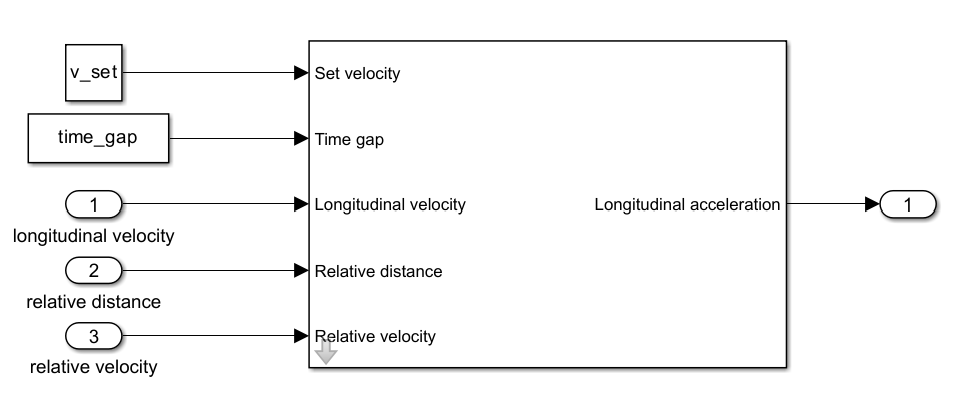 v_set
Set velocity
time_gap
Time gap
1
Longitudinal velocity
Longitudinal acceleration
1
longitudinal velocity
2
Relative distance
relative distance
3
Relative velocity
relative velocity